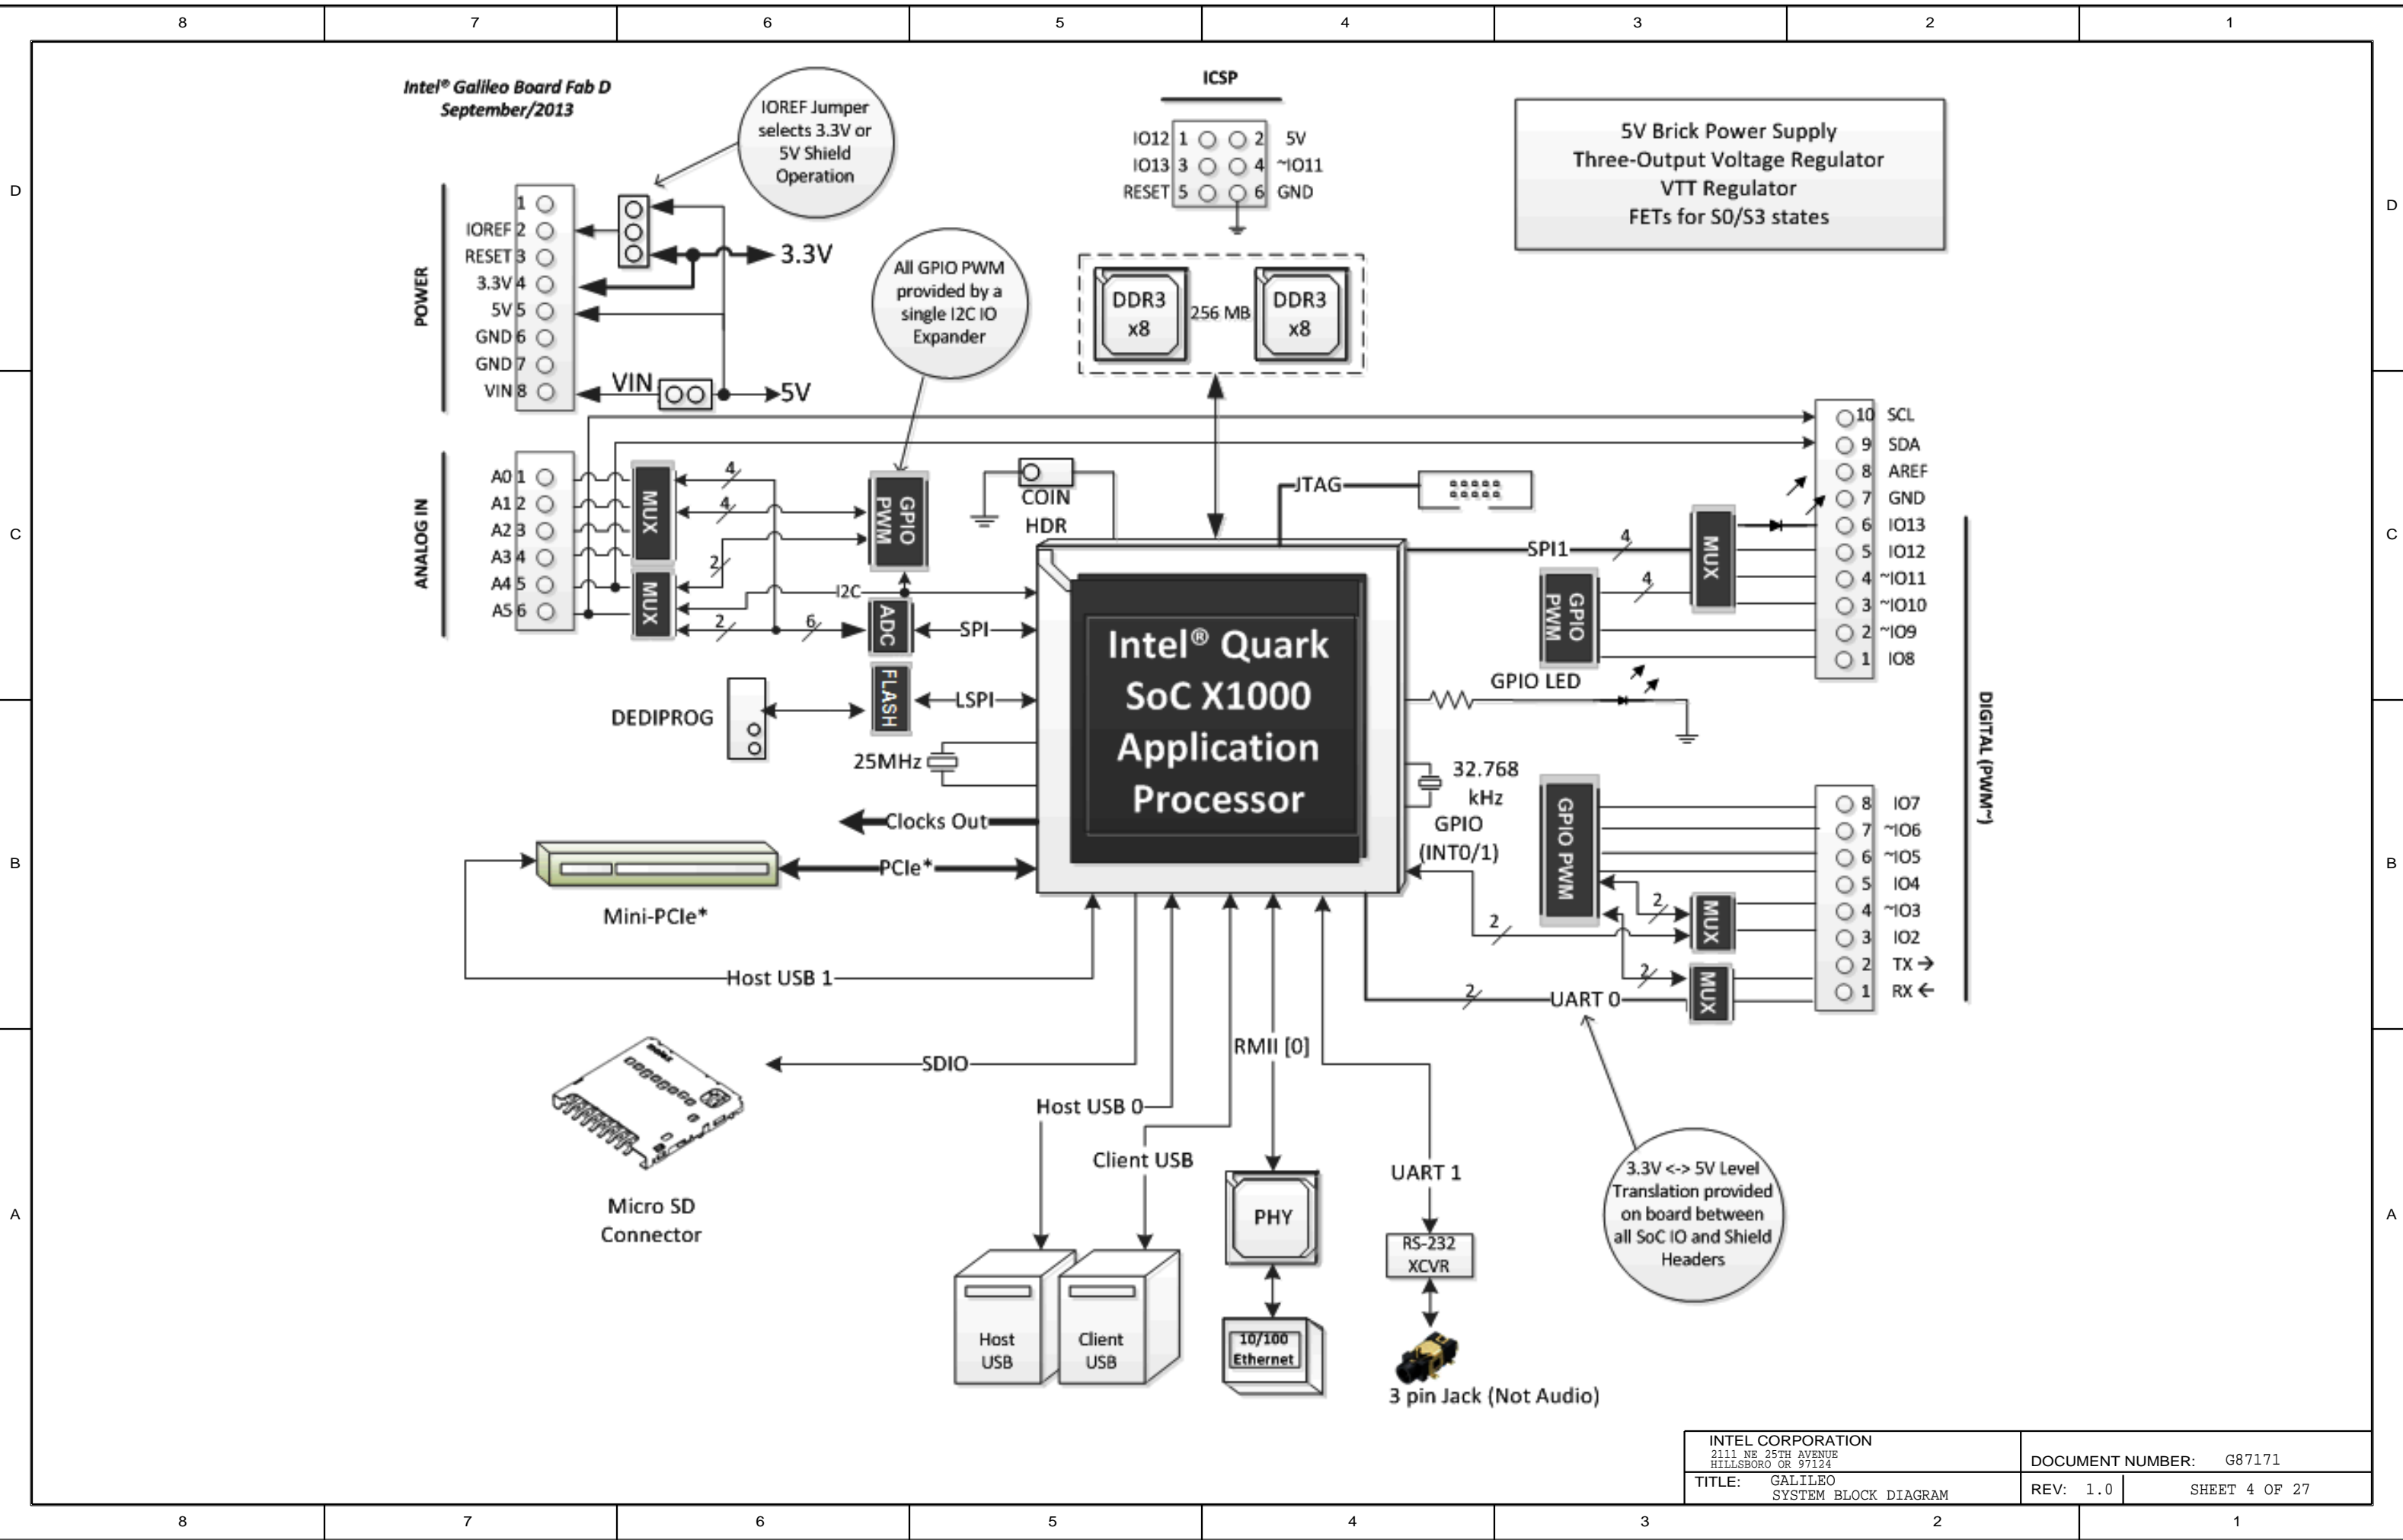 8 7 6 5 4 3 2 1
Intel® Galileo Board Fab D
September/2013
IOREF Jumper
selects 3.3V or
5V Shield
Operation
ICSP
IO12 1 2 5V
IO13 3 4 ~IO11
RESET 5 6 GND
5V Brick Power Supply
Three-Output Voltage Regulator
VTT Regulator
FETs for S0/S3 states
D
D
POWER
1
IOREF 2
RESET 3
3.3V 4
5V 5
GND 6
GND 7
VIN 8
3.3V
VIN
5V
All GPIO PWM
provided by a
single I2C IO
Expander
DDR3
x8
256 MB
DDR3
x8
C
C
ANALOG IN
A0 1
A1 2
A2 3
A3 4
A4 5
A5 6
MUX
MUX
4
4
2
2
6
I2C
GPIO
PWM
ADC
SPI
FLASH
LSPI
DEDIPROG
25MHz
COIN
HDR
JTAG
Intel® Quark
SoC X1000
Application
Processor
SPI1
4
4
MUX
GPIO
PWM
GPIO LED
10 SCL
9 SDA
8 AREF
7 GND
6 IO13
5 IO12
4 ~IO11
3 ~IO10
2 ~IO9
1 IO8
DIGITAL (PWM~)
32.768
kHz
GPIO
(INT0/1)
GPIO PWM
2
2
2
2
MUX
MUX
UART 0
8 IO7
7 ~IO6
6 ~IO5
5 IO4
4 ~IO3
3 IO2
2 TX →
1 RX ←
B
B
Clocks Out
PCIe*
Mini-PCIe*
Host USB 1
SDIO
Micro SD
Connector
Host USB 0
Client USB
RMII [0]
UART 1
PHY
RS-232
XCVR
Host
USB
Client
USB
10/100
Ethernet
3 pin Jack (Not Audio)
3.3V <-> 5V Level
Translation provided
on board between
all SoC IO and Shield
Headers
A
A
INTEL CORPORATION
2111 NE 25TH AVENUE
HILLSBORO OR 97124
TITLE: GALILEO
SYSTEM BLOCK DIAGRAM
DOCUMENT NUMBER: G87171
REV: 1.0 SHEET 4 OF 27
8 7 6 5 4 3 2 1